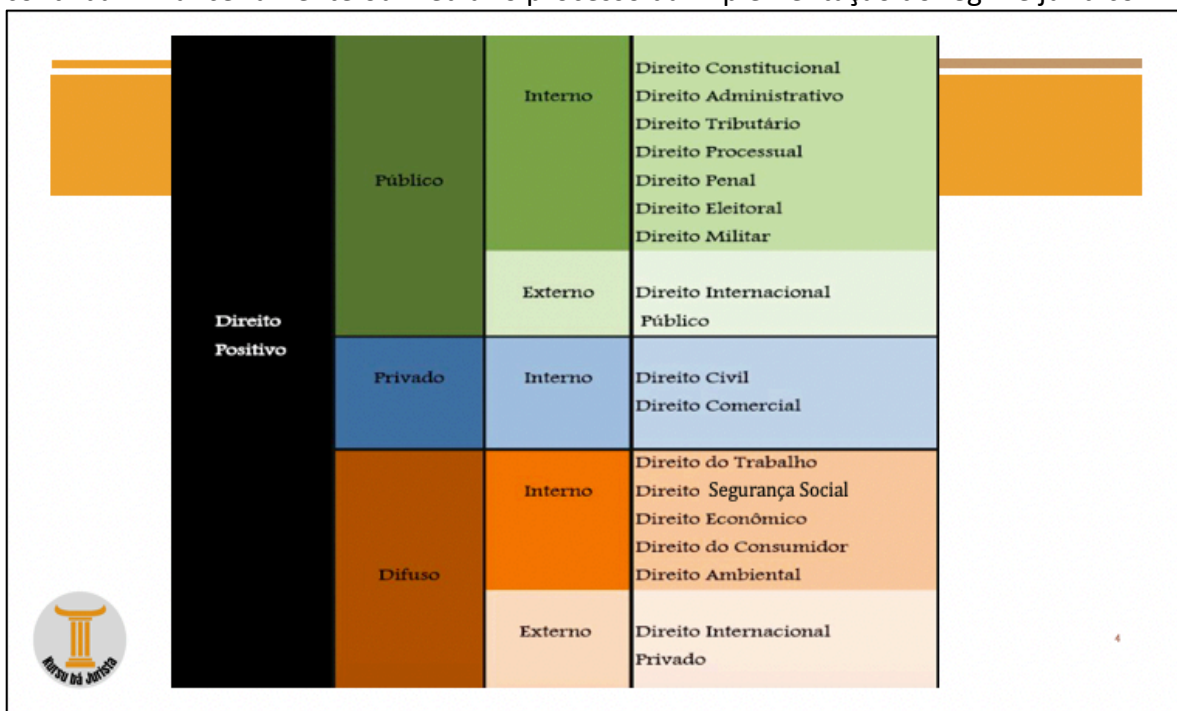 Público
Interno
Direito Constitucional
Direito Administrativo
Direito Tributário
Direito Processual
Direito Penal
Direito Eleitoral
Direito Militar
Externo
Direito Internacional
Público
Direito
Positivo
Privado
Interno
Direito Civil
Direito Comercial
Difuso
Interno
Direito do Trabalho
Direito Segurança Social
Direito Econômico
Direito do Consumidor
Direito Ambiental
Externo
Direito Internacional
Privado
Kursu bá Jurista
4